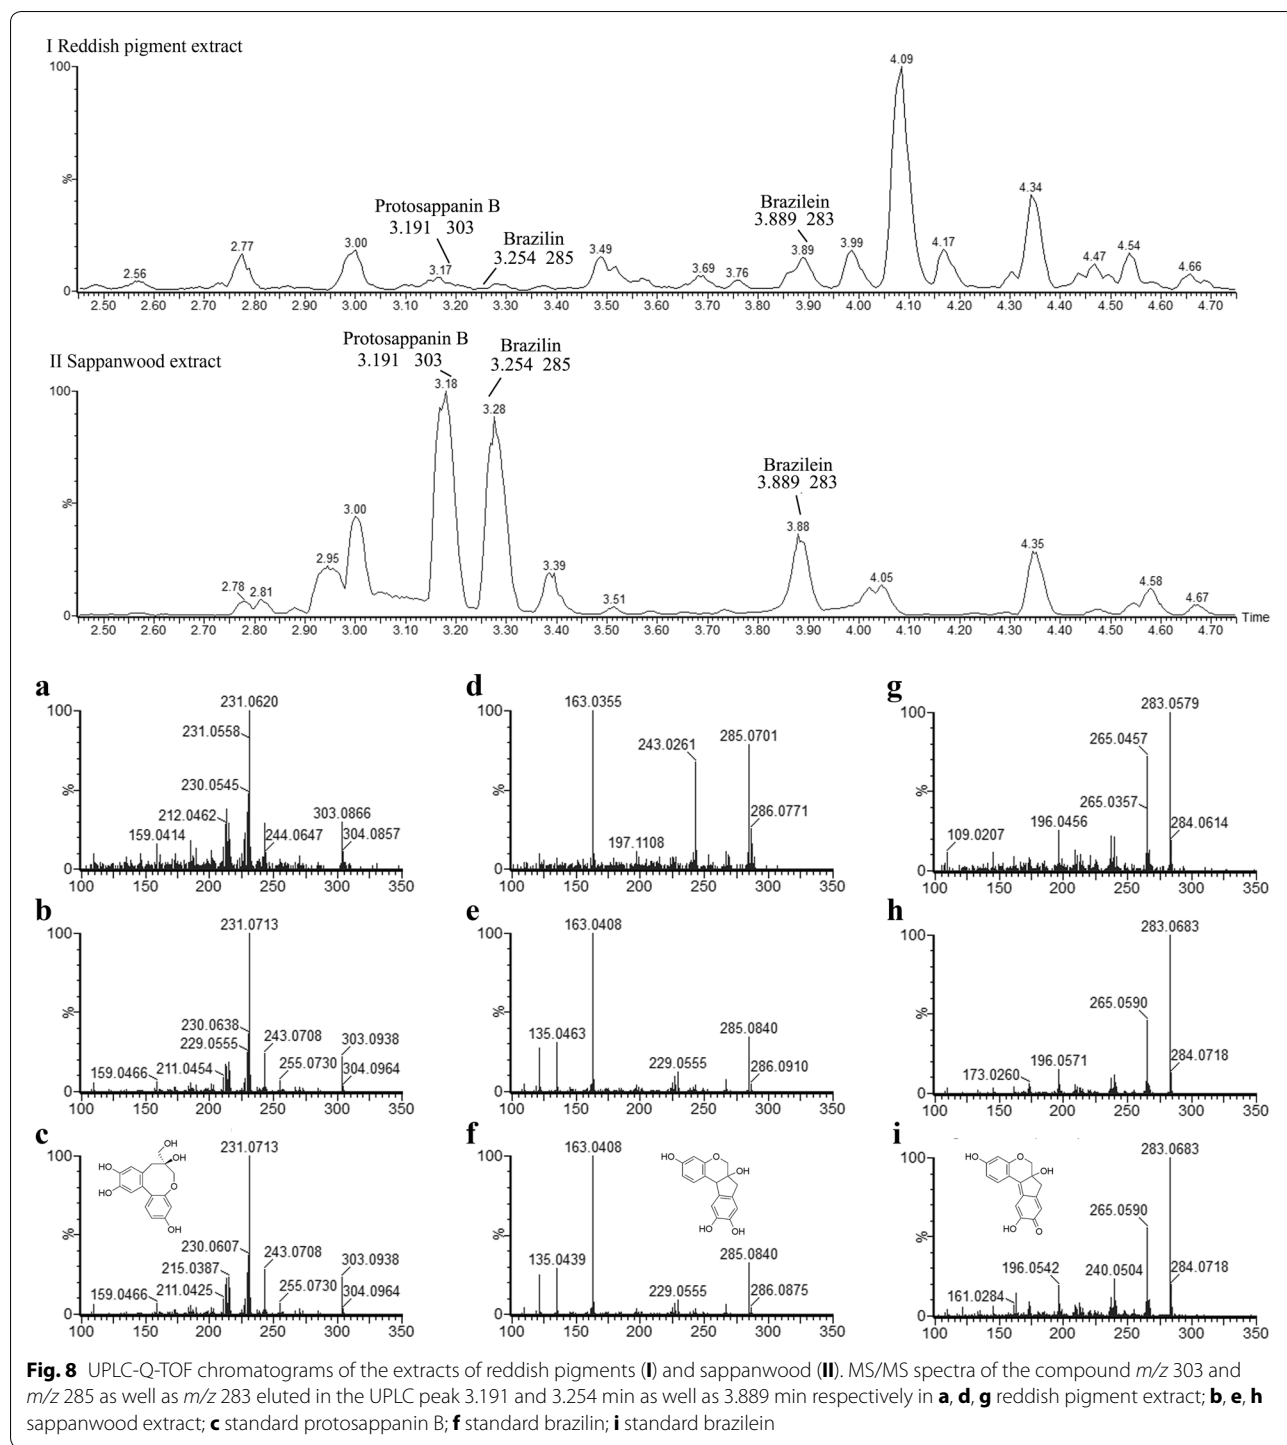 I Reddish pigment extract
100
%
0
2.56
2.77
3.00
Protosappanin B
3.191 303
3.17
Brazilin
3.254 285
3.49
3.69
3.76
Brazilein
3.889 283
3.89
3.99
4.09
4.17
4.34
4.47
4.54
4.66
2.50 2.60 2.70 2.80 2.90 3.00 3.10 3.20 3.30 3.40 3.50 3.60 3.70 3.80 3.90 4.00 4.10 4.20 4.30 4.40 4.50 4.60 4.70
II Sappanwood extract
100
%
0
2.78
2.81
2.95
3.00
Protosappanin B
3.191 303
3.18
Brazilin
3.254 285
3.28
3.39
3.51
Brazilein
3.889 283
3.88
4.05
4.35
4.58
4.67
Time
2.50 2.60 2.70 2.80 2.90 3.00 3.10 3.20 3.30 3.40 3.50 3.60 3.70 3.80 3.90 4.00 4.10 4.20 4.30 4.40 4.50 4.60 4.70
a
100
%
0
231.0620
231.0558
230.0545
212.0462
159.0414
244.0647
303.0866
304.0857
100 150 200 250 300 350
d
100
%
0
163.0355
243.0261
285.0701
286.0771
197.1108
100 150 200 250 300 350
g
100
%
0
283.0579
265.0457
265.0357
196.0456
284.0614
109.0207
100 150 200 250 300 350
b
100
%
0
231.0713
230.0638
229.0555
243.0708
303.0938
159.0466
211.0454
255.0730
304.0964
100 150 200 250 300 350
e
100
%
0
163.0408
135.0463
285.0840
229.0555
286.0910
100 150 200 250 300 350
h
100
%
0
283.0683
265.0590
196.0571
284.0718
173.0260
100 150 200 250 300 350
c
100
%
0
OH
OH
HO
HO
O
OH
231.0713
230.0607
243.0708
303.0938
215.0387
159.0466
211.0425
255.0730
304.0964
100 150 200 250 300 350
f
100
%
0
163.0408
HO
O
OH
HO
OH
135.0439
285.0840
229.0555
286.0875
100 150 200 250 300 350
i
100
%
0
HO
O
OH
HO
O
283.0683
265.0590
196.0542
240.0504
284.0718
161.0284
100 150 200 250 300 350
Fig. 8 UPLC-Q-TOF chromatograms of the extracts of reddish pigments (I) and sappanwood (II). MS/MS spectra of the compound m/z 303 and
m/z 285 as well as m/z 283 eluted in the UPLC peak 3.191 and 3.254 min as well as 3.889 min respectively in a, d, g reddish pigment extract; b, e, h
sappanwood extract; c standard protosappanin B; f standard brazilin; i standard brazilein